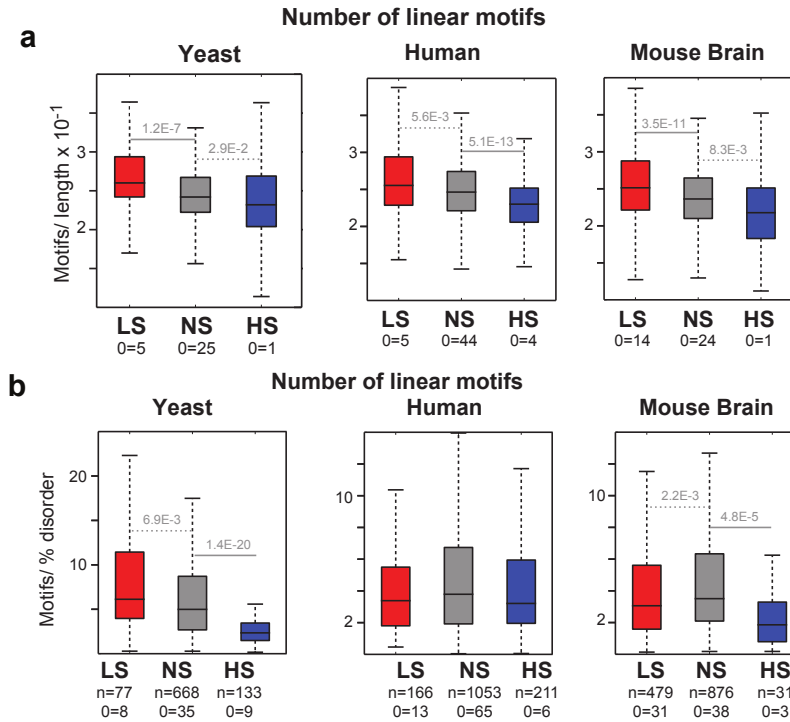 Number of linear motifs
a
Yeast
Human
Mouse Brain
Motifs/ length x 10⁻¹
3
2
1.2E-7
2.9E-2
LS NS HS
0=5 0=25 0=1
3
2
5.6E-3
5.1E-13
LS NS HS
0=5 0=44 0=4
3
2
3.5E-11
8.3E-3
LS NS HS
0=14 0=24 0=1
Number of linear motifs
b
Yeast
Human
Mouse Brain
Motifs/ % disorder
20
10
6.9E-3
1.4E-20
LS NS HS
n=77 n=668 n=133
0=8 0=35 0=9
10
2
LS NS HS
n=166 n=1053 n=211
0=13 0=65 0=6
10
2
2.2E-3
4.8E-5
LS NS HS
n=479 n=876 n=31
0=31 0=38 0=3